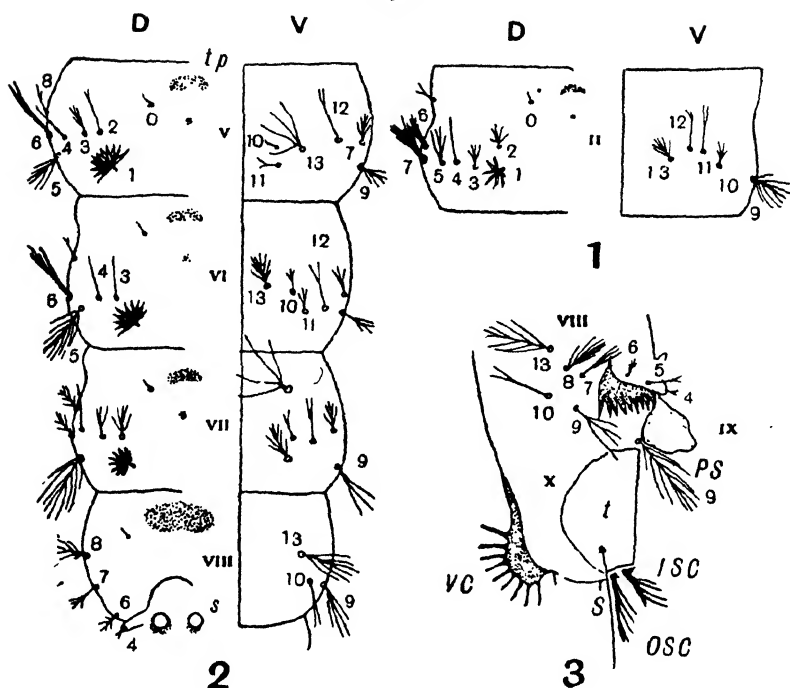 D V
tp
8
6 4 3 2 0
5 1
V
12
10 13 7
11 9
6 4 3
5
VI
12
13 10 11
VII
9
8
7
6
4
VIII
s
13
10 9
2
D V
6
7 5 4 3 2 1 0
II
12
13 11 10
9
1
VIII
13
8 7 6 5 4
10
9
IX
PS
9
X
t
VC
S
ISC
OSC
3